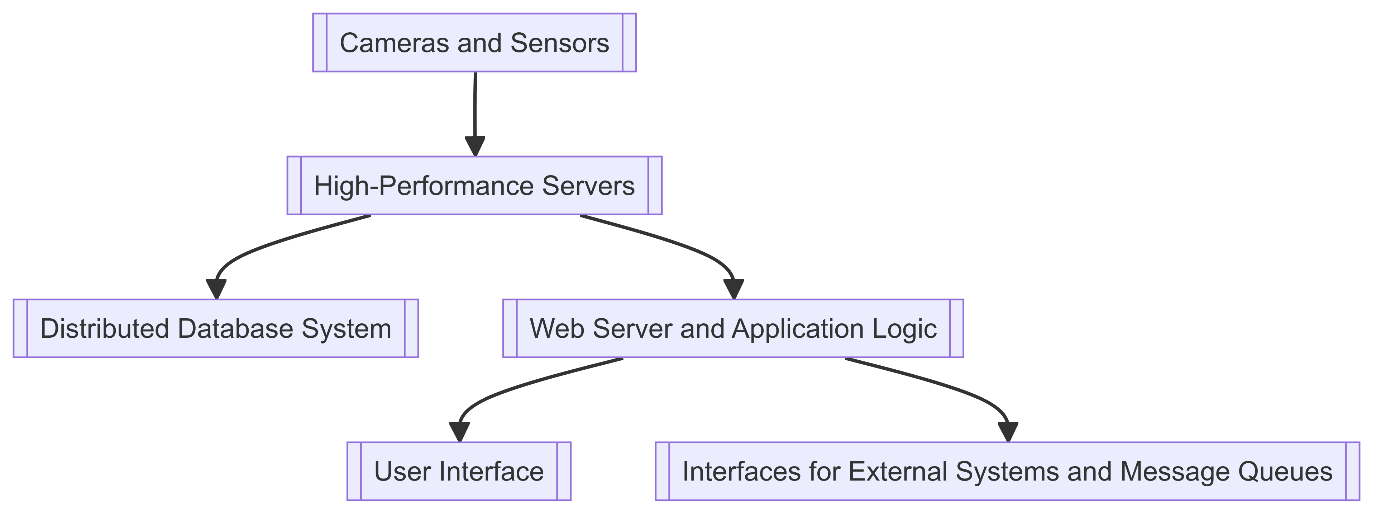 Cameras and Sensors
High-Performance Servers
Distributed Database System
Web Server and Application Logic
User Interface
Interfaces for External Systems and Message Queues